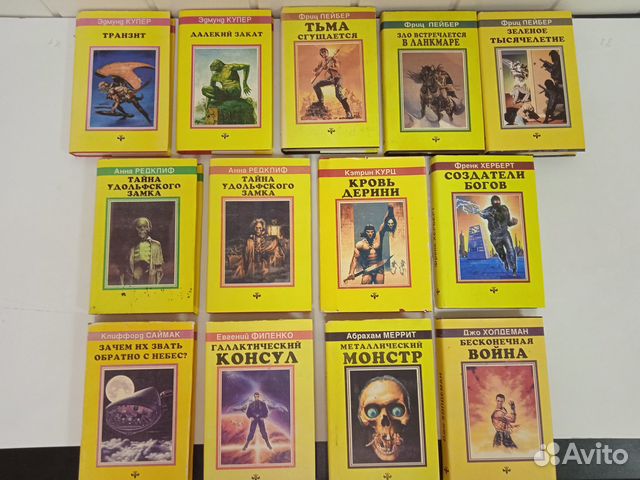 Эдмунд КУПЕР
ТРАНЗИТ
Эдмунд КУПЕР
ДАЛЕКИЙ ЗАКАТ
Фриц ЛЕЙБЕР
ТЬМА
СГУЩАЕТСЯ
Фриц ЛЕЙБЕР
ЗЛО ВСТРЕЧАЕТСЯ
В ЛАНКМАРЕ
Фриц ЛЕЙБЕР
ЗЕЛЕНОЕ
ТЫСЯЧЕЛЕТИЕ
Анна РЕДКЛИФ
ТАЙНА
УДОЛЬФСКОГО
ЗАМКА
Анна РЕДКЛИФ
ТАЙНА
УДОЛЬФСКОГО
ЗАМКА
Кэтрин КУРЦ
КРОВЬ
ДЕРИНИ
Френк ХЕРБЕРТ
СОЗДАТЕЛИ
БОГОВ
Клиффорд САЙМАК
ЗАЧЕМ ИХ ЗВАТЬ
ОБРАТНО С НЕБЕС?
Евгений ФИЛЕНКО
ГАЛАКТИЧЕСКИЙ
КОНСУЛ
Абрахам МЕРРИТ
МЕТАЛЛИЧЕСКИЙ
МОНСТР
Джо ХОЛДЕМАН
БЕСКОНЕЧНАЯ
ВОЙНА
Avito